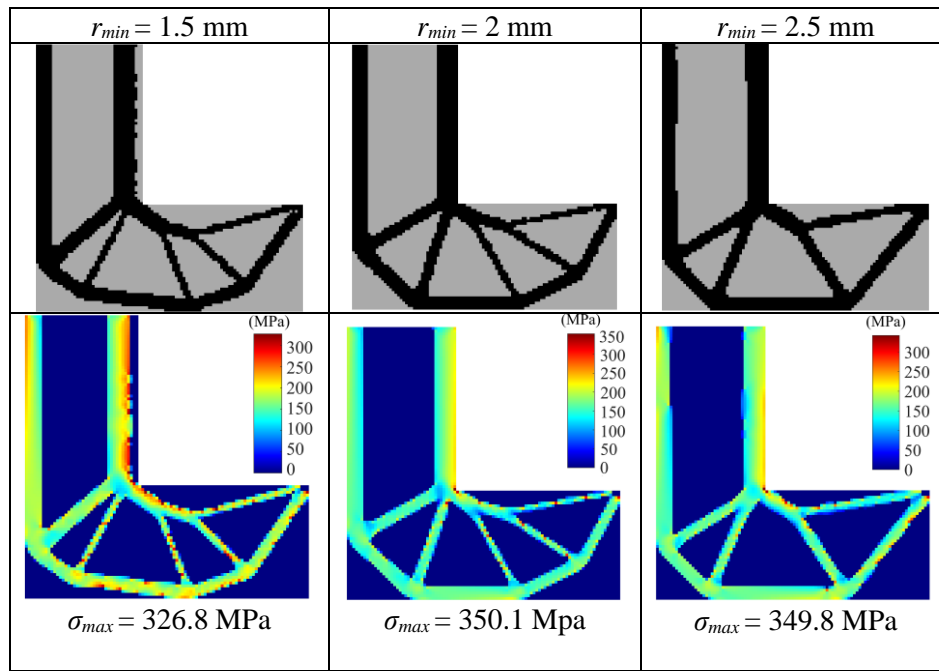 r_min = 1.5 mm
r_min = 2 mm
r_min = 2.5 mm
(MPa)
300
250
200
150
100
50
0
(MPa)
350
300
250
200
150
100
50
0
(MPa)
300
250
200
150
100
50
0
σ_max = 326.8 MPa
σ_max = 350.1 Mpa
σ_max = 349.8 MPa